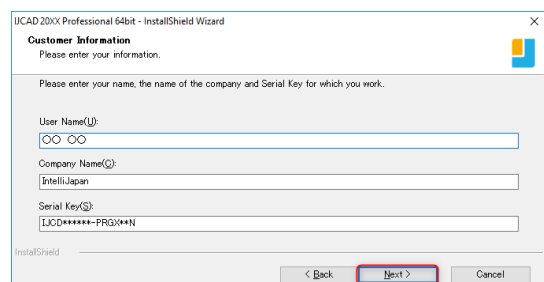 IJCAD 20XX Professional 64bit - InstallShield Wizard
Customer Information
Please enter your information.
Please enter your name, the name of the company and Serial Key for which you work.
User Name(U):
○○ ○○
Company Name(C):
IntelliJapan
Serial Key(S):
IJCD******-PRGX**N
InstallShield
< Back
Next >
Cancel